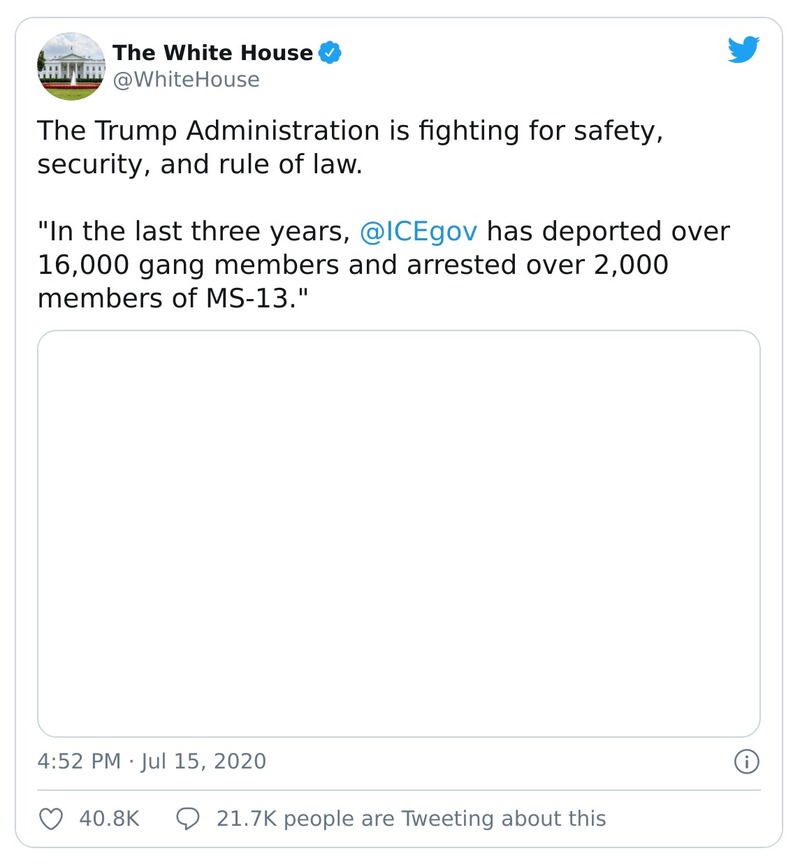 The White House
@WhiteHouse
The Trump Administration is fighting for safety,
security, and rule of law.
"In the last three years, @ICEgov has deported over
16,000 gang members and arrested over 2,000
members of MS-13."
4:52 PM · Jul 15, 2020
40.8K 21.7K people are Tweeting about this